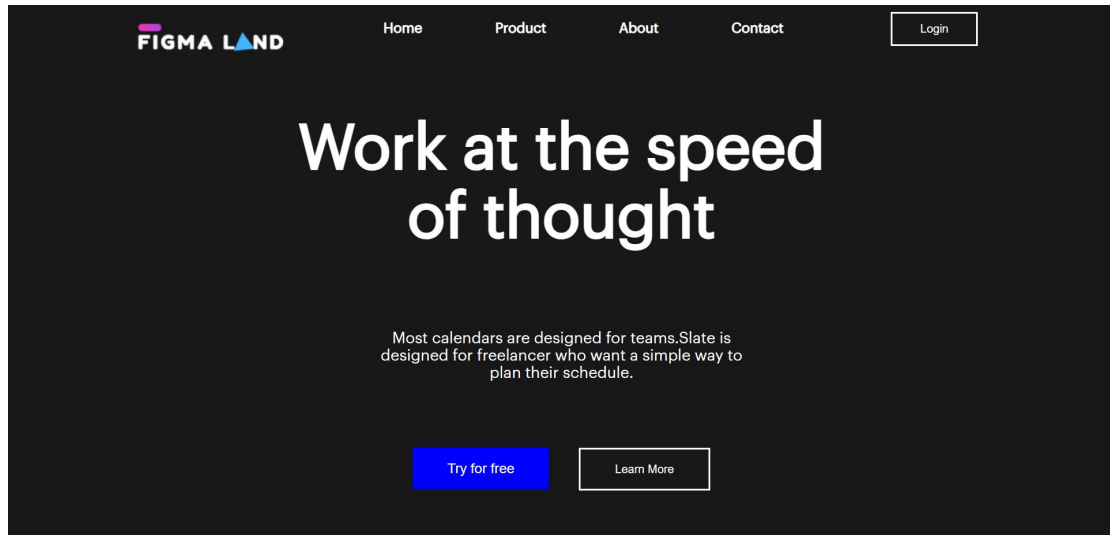 FIGMA LAND
Home Product About Contact Login
Work at the speed
of thought
Most calendars are designed for teams.Slate is
designed for freelancer who want a simple way to
plan their schedule.
Try for free Learn More